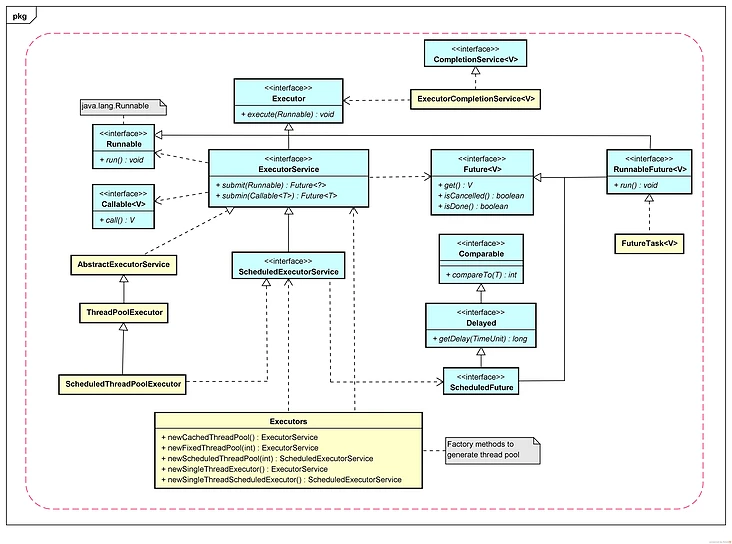 pkg
<<interface>>
CompletionService<V>
<<interface>>
Executor
+ execute(Runnable) : void
ExecutorCompletionService<V>
java.lang.Runnable
<<interface>>
Runnable
+ run() : void
<<interface>>
ExecutorService
+ submit(Runnable) : Future<?>
+ submin(Callable<T>) : Future<T>
<<interface>>
Future<V>
+ get() : V
+ isCancelled() : boolean
+ isDone() : boolean
<<interface>>
RunnableFuture<V>
+ run() : void
<<interface>>
Callable<V>
+ call() : V
FutureTask<V>
AbstractExecutorService
<<interface>>
ScheduledExecutorService
<<interface>>
Comparable
+ compareTo(T) : int
ThreadPoolExecutor
<<interface>>
Delayed
+ getDelay(TimeUnit) : long
ScheduledThreadPoolExecutor
<<interface>>
ScheduledFuture
Executors
+ newCachedThreadPool() : ExecutorService
+ newFixedThreadPool(int) : ExecutorService
+ newScheduledThreadPool(int) : ScheduledExecutorService
+ newSingleThreadExecutor() : ExecutorService
+ newSingleThreadScheduledExecutor() : ScheduledExecutorService
Factory methods to
generate thread pool